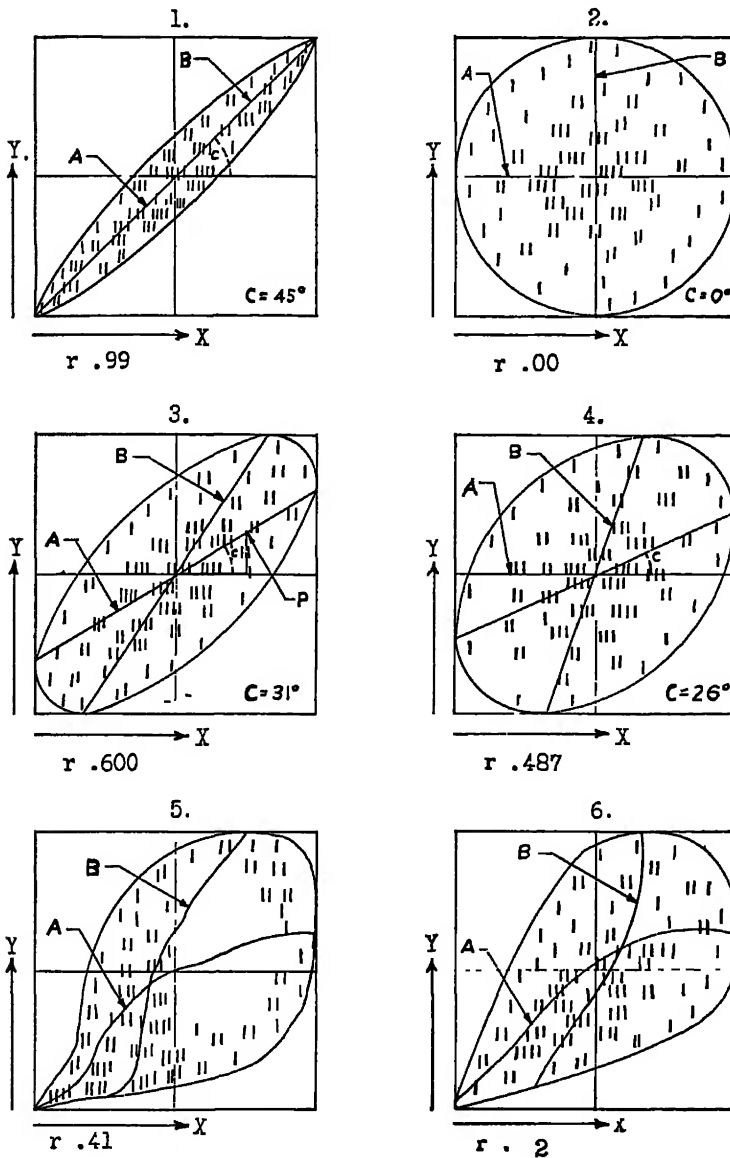 1.
B
Y.
A
C
C=45°
X
r .99
2.
A
B
Y
C=0°
X
r .00
3.
B
Y
A
C
P
C=31°
X
r .600
4.
B
A
Y
C
C=26°
X
r .487
5.
B
A
Y
X
r .41
6.
B
Y
A
X
r . 2